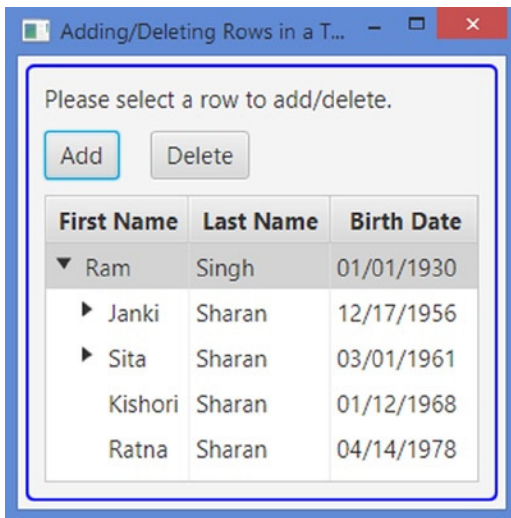 Adding/Deleting Rows in a T...
Please select a row to add/delete.
Add Delete
First Name Last Name Birth Date
Ram Singh 01/01/1930
Janki Sharan 12/17/1956
Sita Sharan 03/01/1961
Kishori Sharan 01/12/1968
Ratna Sharan 04/14/1978